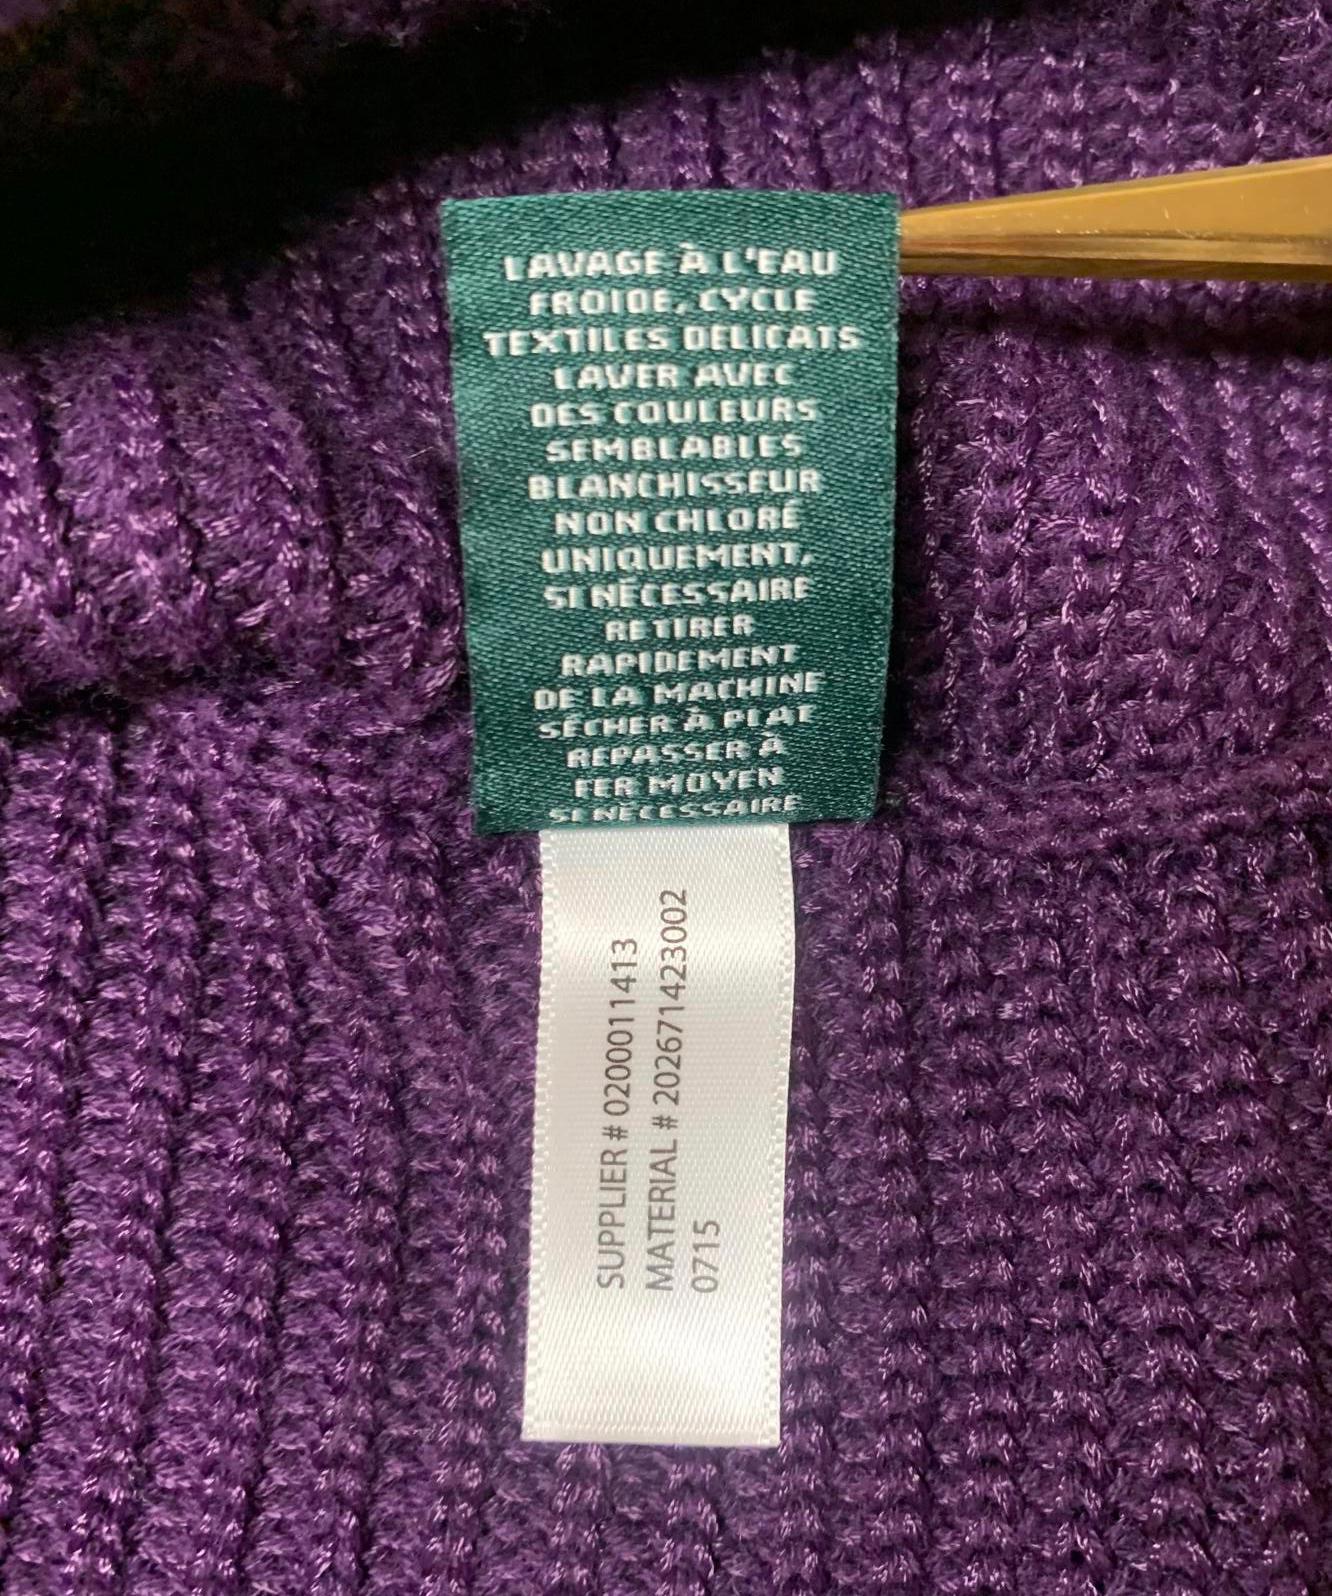 LAVAGE À L'EAU
FROIDE, CYCLE
TEXTILES DÉLICATS
LAVER AVEC
DES COULEURS
SEMBLABLES
BLANCHISSEUR
NON CHLORÉ
UNIQUEMENT,
SI NÉCESSAIRE
RETIRER
RAPIDEMENT
DE LA MACHINE
SÉCHER À PLAT
REPASSER À
FER MOYEN
SI NÉCESSAIRE
SUPPLIER # 0200011413
MATERIAL # 202671423002
0715